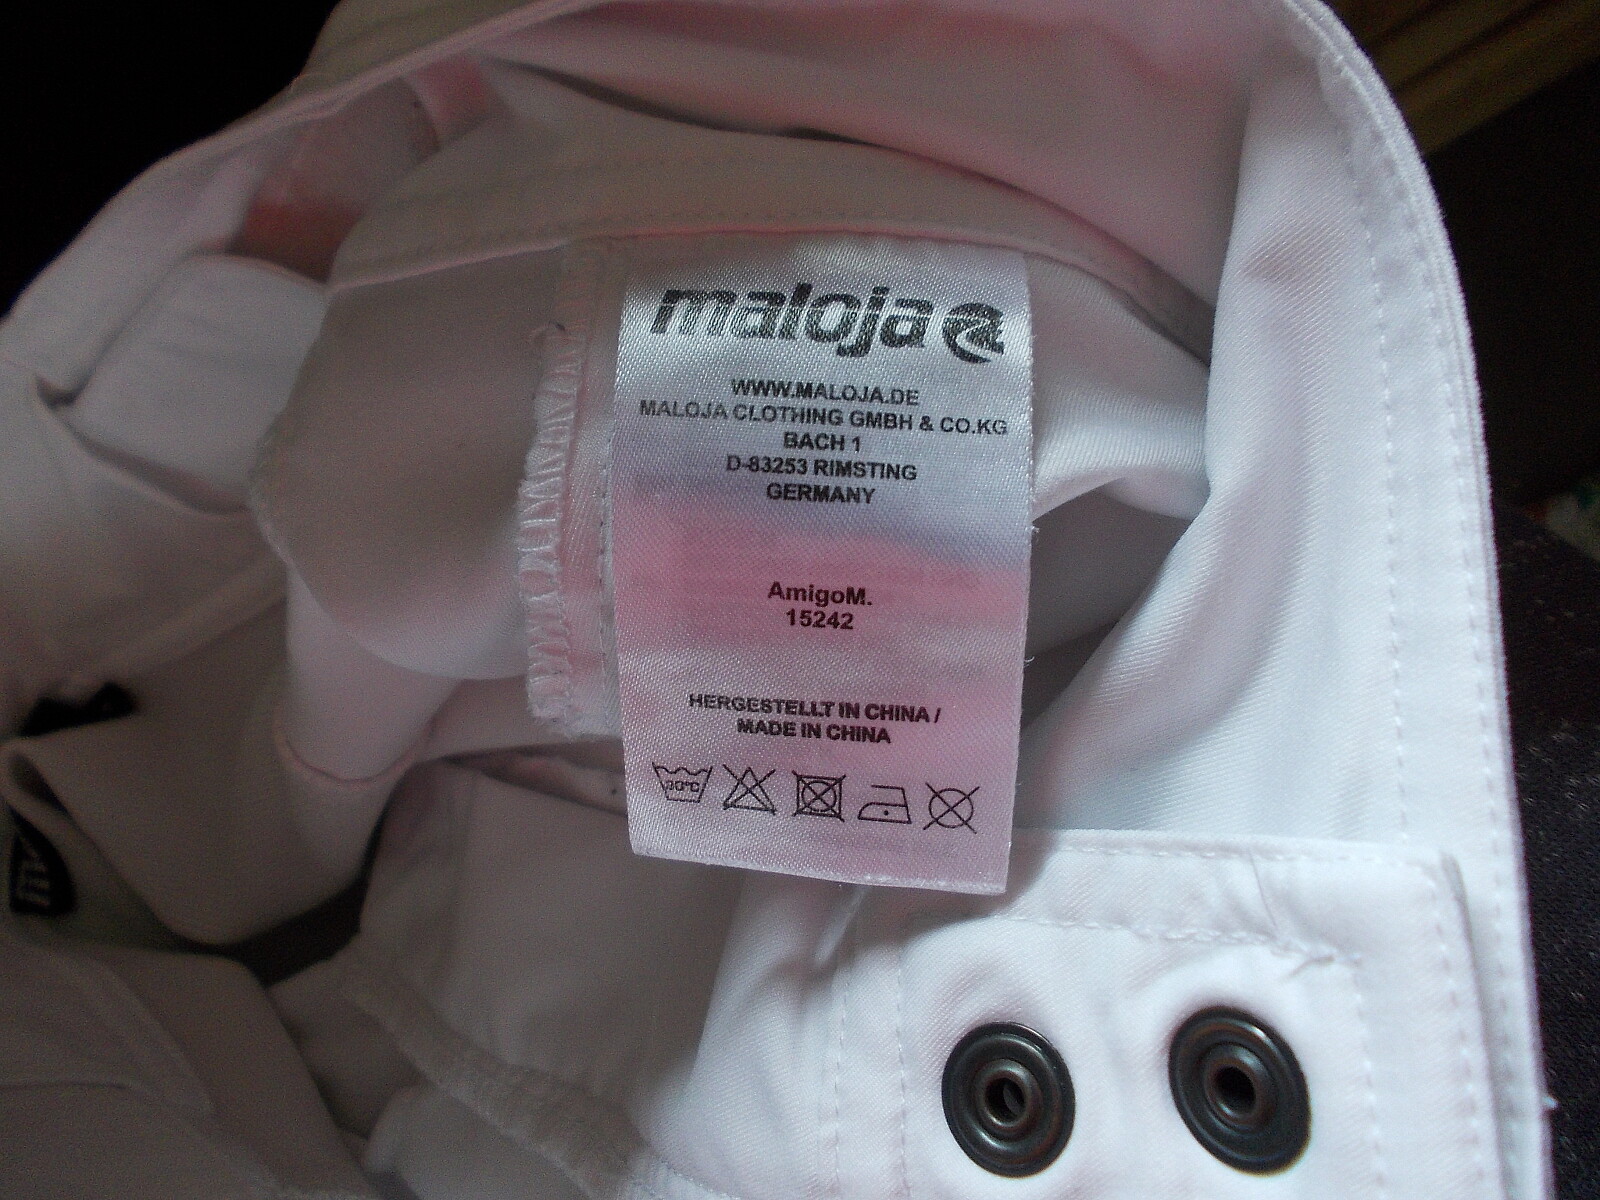 maloja
WWW.MALOJA.DE
MALOJA CLOTHING GMBH & CO.KG
BACH 1
D-83253 RIMSTING
GERMANY
AmigoM.
15242
HERGESTELLT IN CHINA /
MADE IN CHINA
30°C